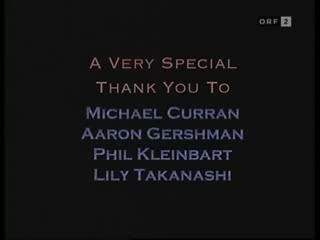 ORF 2
A Very Special
Thank You To
Michael Curran
Aaron Gershman
Phil Kleinbart
Lily Takanashi